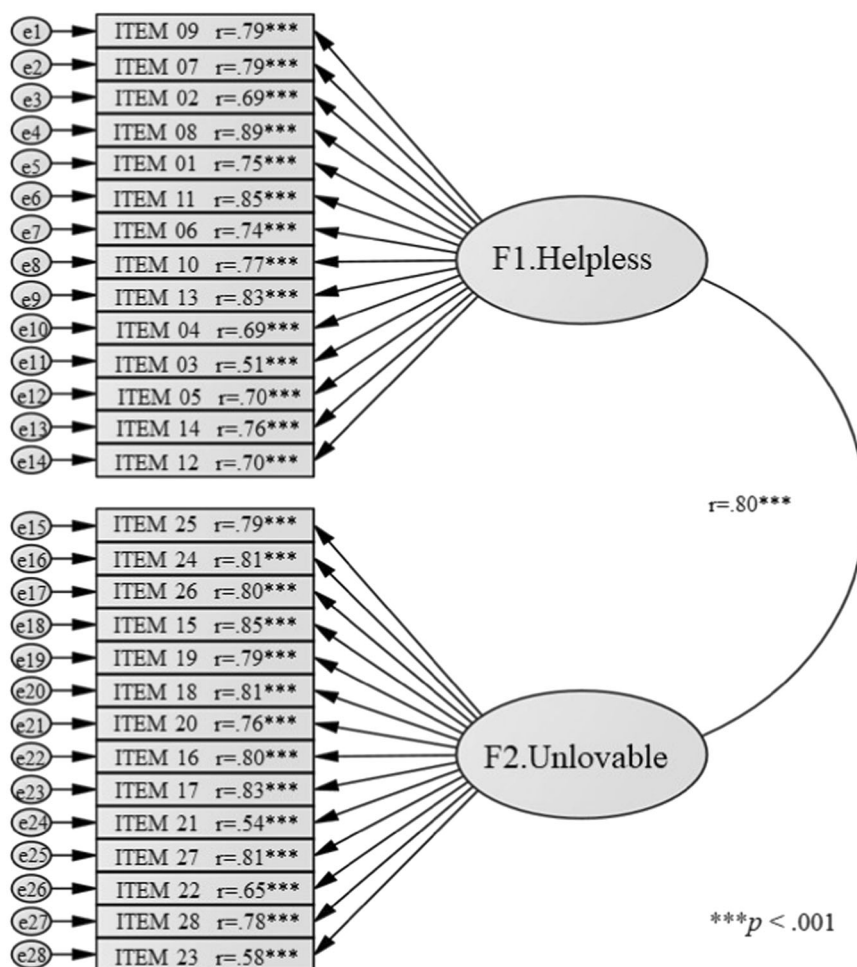 e1 ITEM 09 r=.79***
e2 ITEM 07 r=.79***
e3 ITEM 02 r=.69***
e4 ITEM 08 r=.89***
e5 ITEM 01 r=.75***
e6 ITEM 11 r=.85***
e7 ITEM 06 r=.74***
e8 ITEM 10 r=.77***
e9 ITEM 13 r=.83***
e10 ITEM 04 r=.69***
e11 ITEM 03 r=.51***
e12 ITEM 05 r=.70***
e13 ITEM 14 r=.76***
e14 ITEM 12 r=.70***
F1.Helpless
r=.80***
e15 ITEM 25 r=.79***
e16 ITEM 24 r=.81***
e17 ITEM 26 r=.80***
e18 ITEM 15 r=.85***
e19 ITEM 19 r=.79***
e20 ITEM 18 r=.81***
e21 ITEM 20 r=.76***
e22 ITEM 16 r=.80***
e23 ITEM 17 r=.83***
e24 ITEM 21 r=.54***
e25 ITEM 27 r=.81***
e26 ITEM 22 r=.65***
e27 ITEM 28 r=.78***
e28 ITEM 23 r=.58***
F2.Unlovable
***p < .001